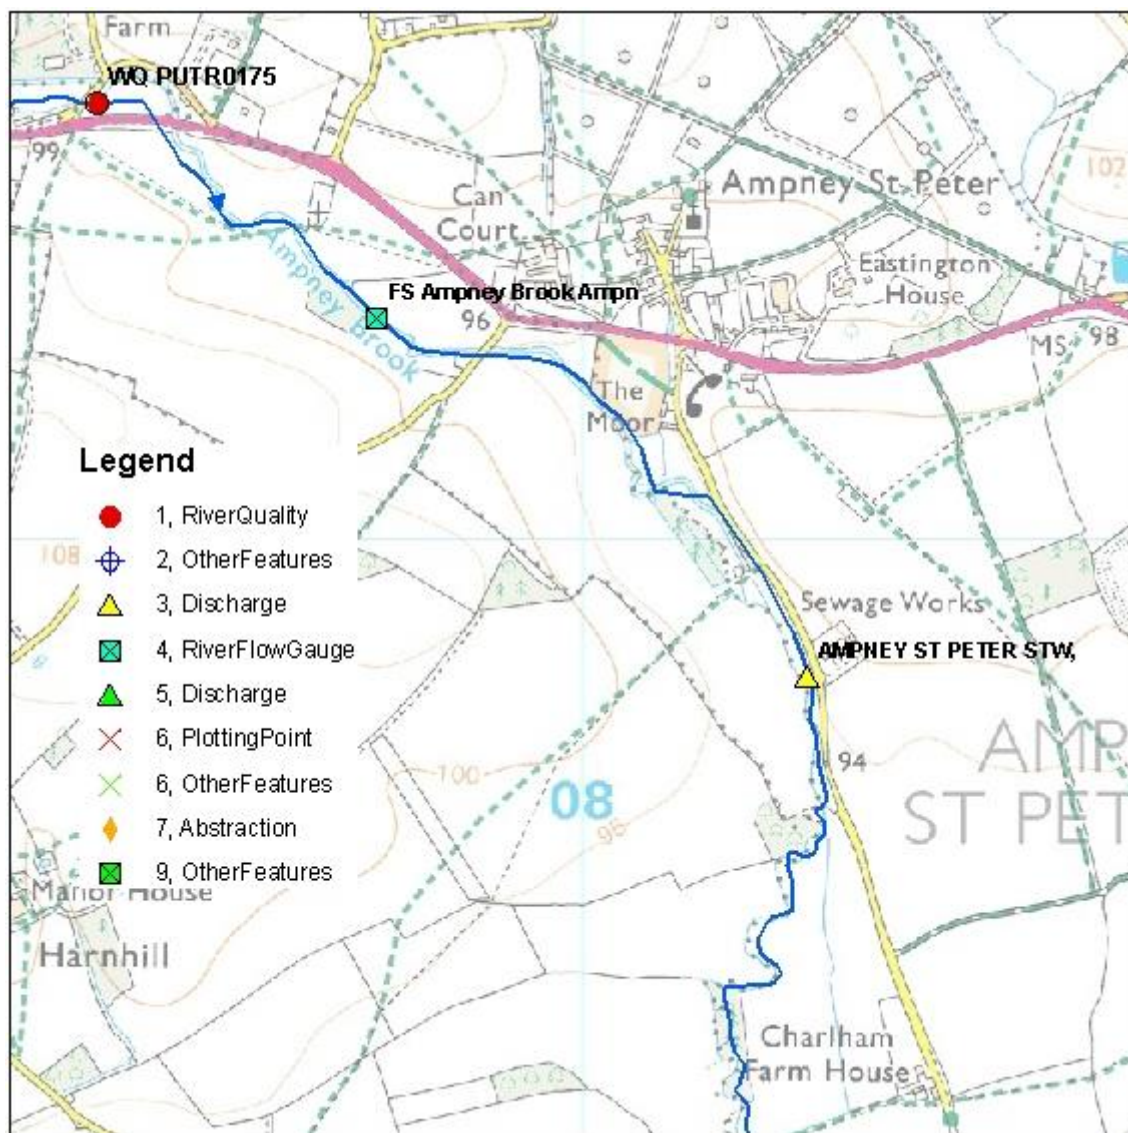 Farm
WQ PUTR0175
99
Ampney St Peter
102
Can
Court
Eastington
House
FS Ampney Brook Ampn
96
Ampney Brook
MS
98
The
Moor
Legend
1, RiverQuality
108
2, OtherFeatures
3, Discharge
Sewage Works
4, RiverFlowGauge
AMPNEY ST PETER STW,
5, Discharge
6, PlottingPoint
94
AMP
100
6, OtherFeatures
08
ST PET
7, Abstraction
98
9, OtherFeatures
Manor House
Harnhill
Charlham
Farm House